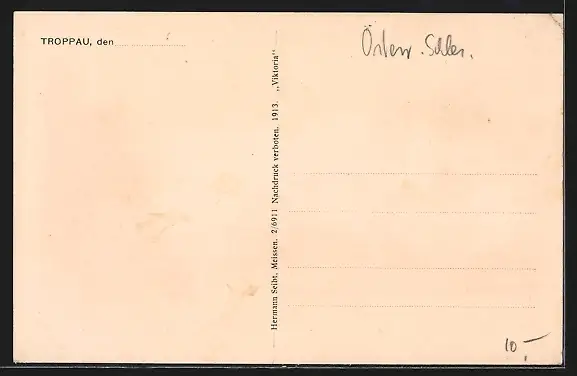 TROPPAU, den
Österr. Schles.
Hermann Seibt, Meissen. 2/6911 Nachdruck verboten. 1913. „Viktoria"
10,-